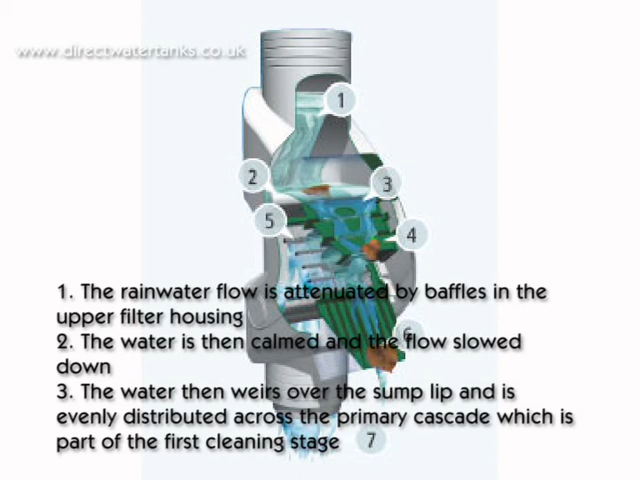 www.directwatertanks.co.uk
1
2
3
5
4
1. The rainwater flow is attenuated by baffles in the
upper filter housing
6
2. The water is then calmed and the flow slowed
down
3. The water then weirs over the sump lip and is
evenly distributed across the primary cascade which is
part of the first cleaning stage
7